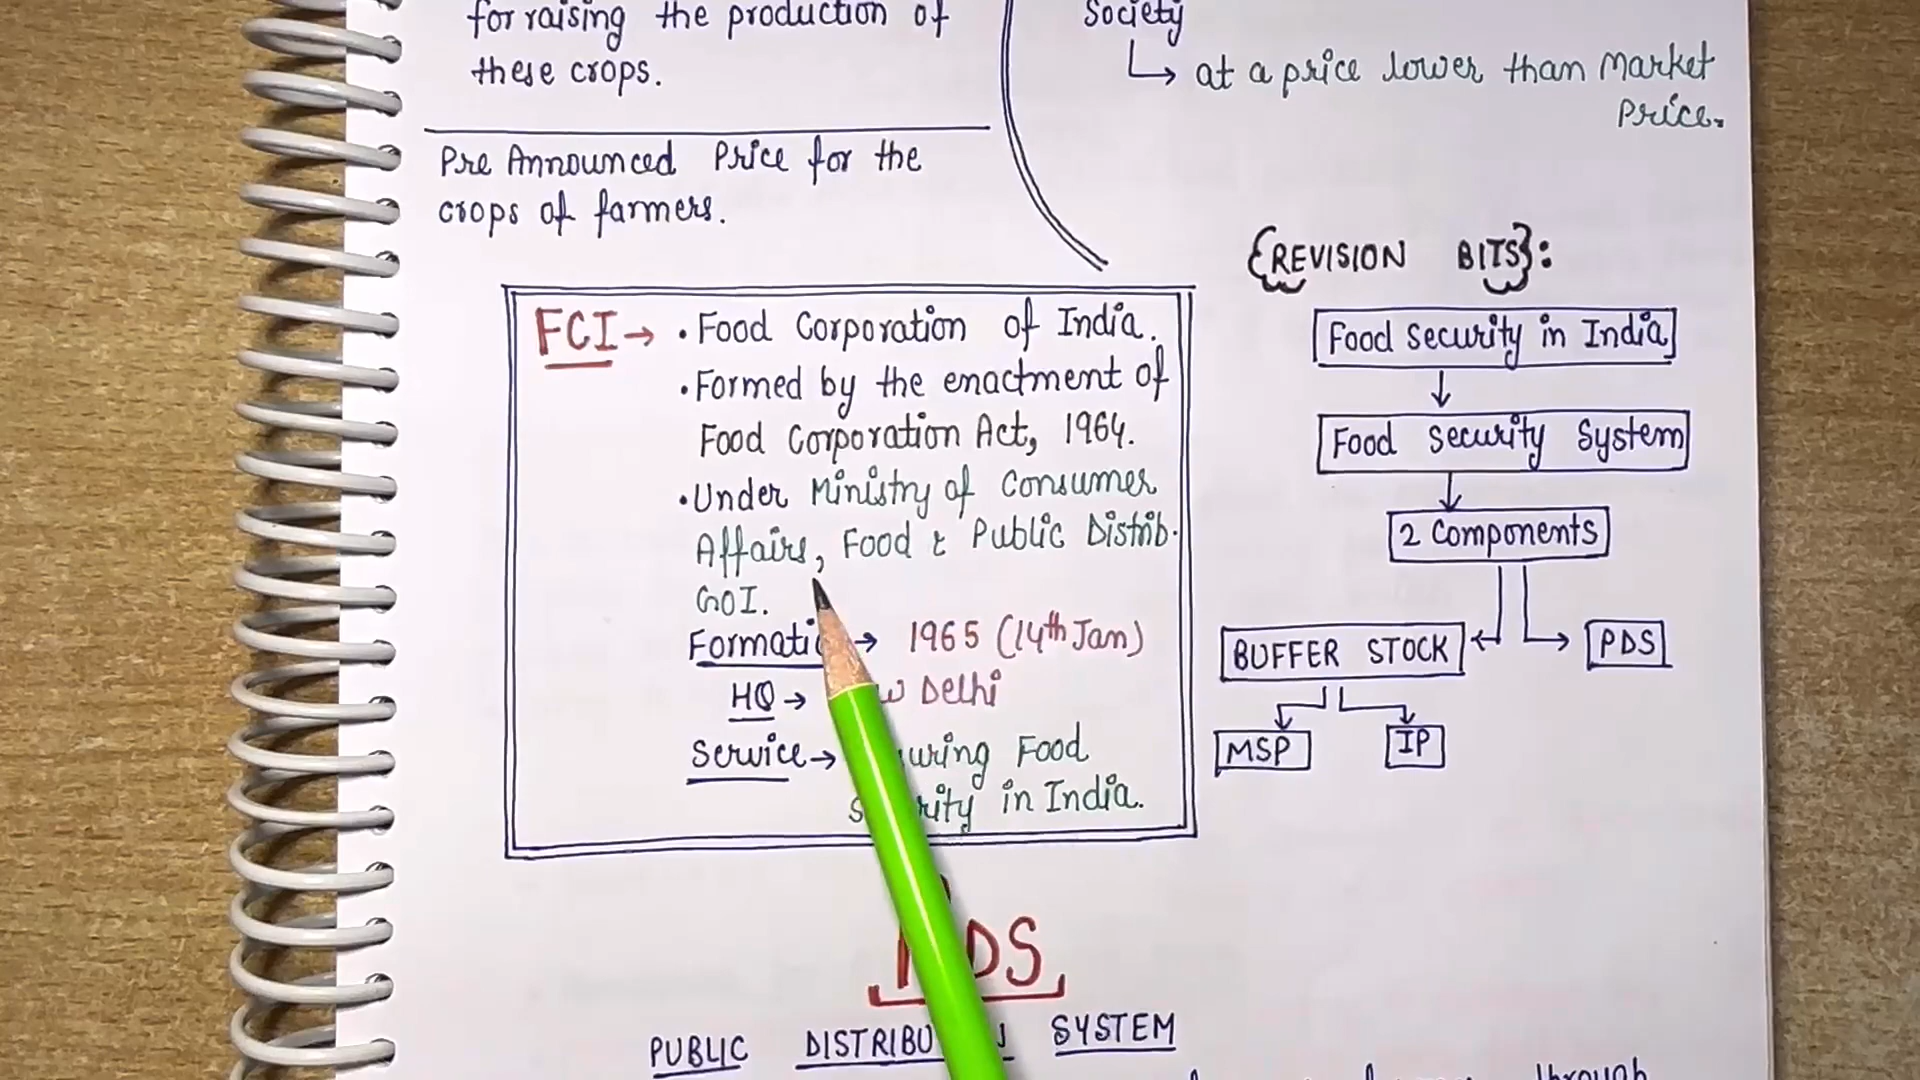 for raising the production of
these crops.
Pre Announced Price for the
crops of farmers.
Society
at a price lower than Market
Price.
FCI → • Food Corporation of India.
• Formed by the enactment of
Food Corporation Act, 1964.
• Under Ministry of Consumer
Affairs, Food & Public Distrib.
GOI.
→ 1965 (14th Jan)
HQ → Delhi
Service → Food
in India.
{REVISION BITS}:
Food Security in India
Food Security System
2 Components
BUFFER STOCK
PDS
MSP
IP
PUBLIC SYSTEM
through